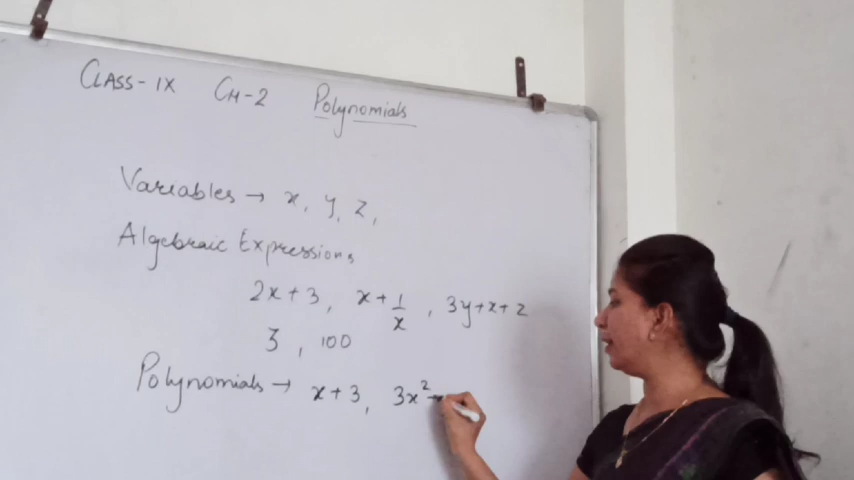 CLASS-IX CH-2 Polynomials
Variables → x, y, z,
Algebraic Expressions
2x+3, x+1/x, 3y+x+z
3, 100
Polynomials → x+3, 3x²+